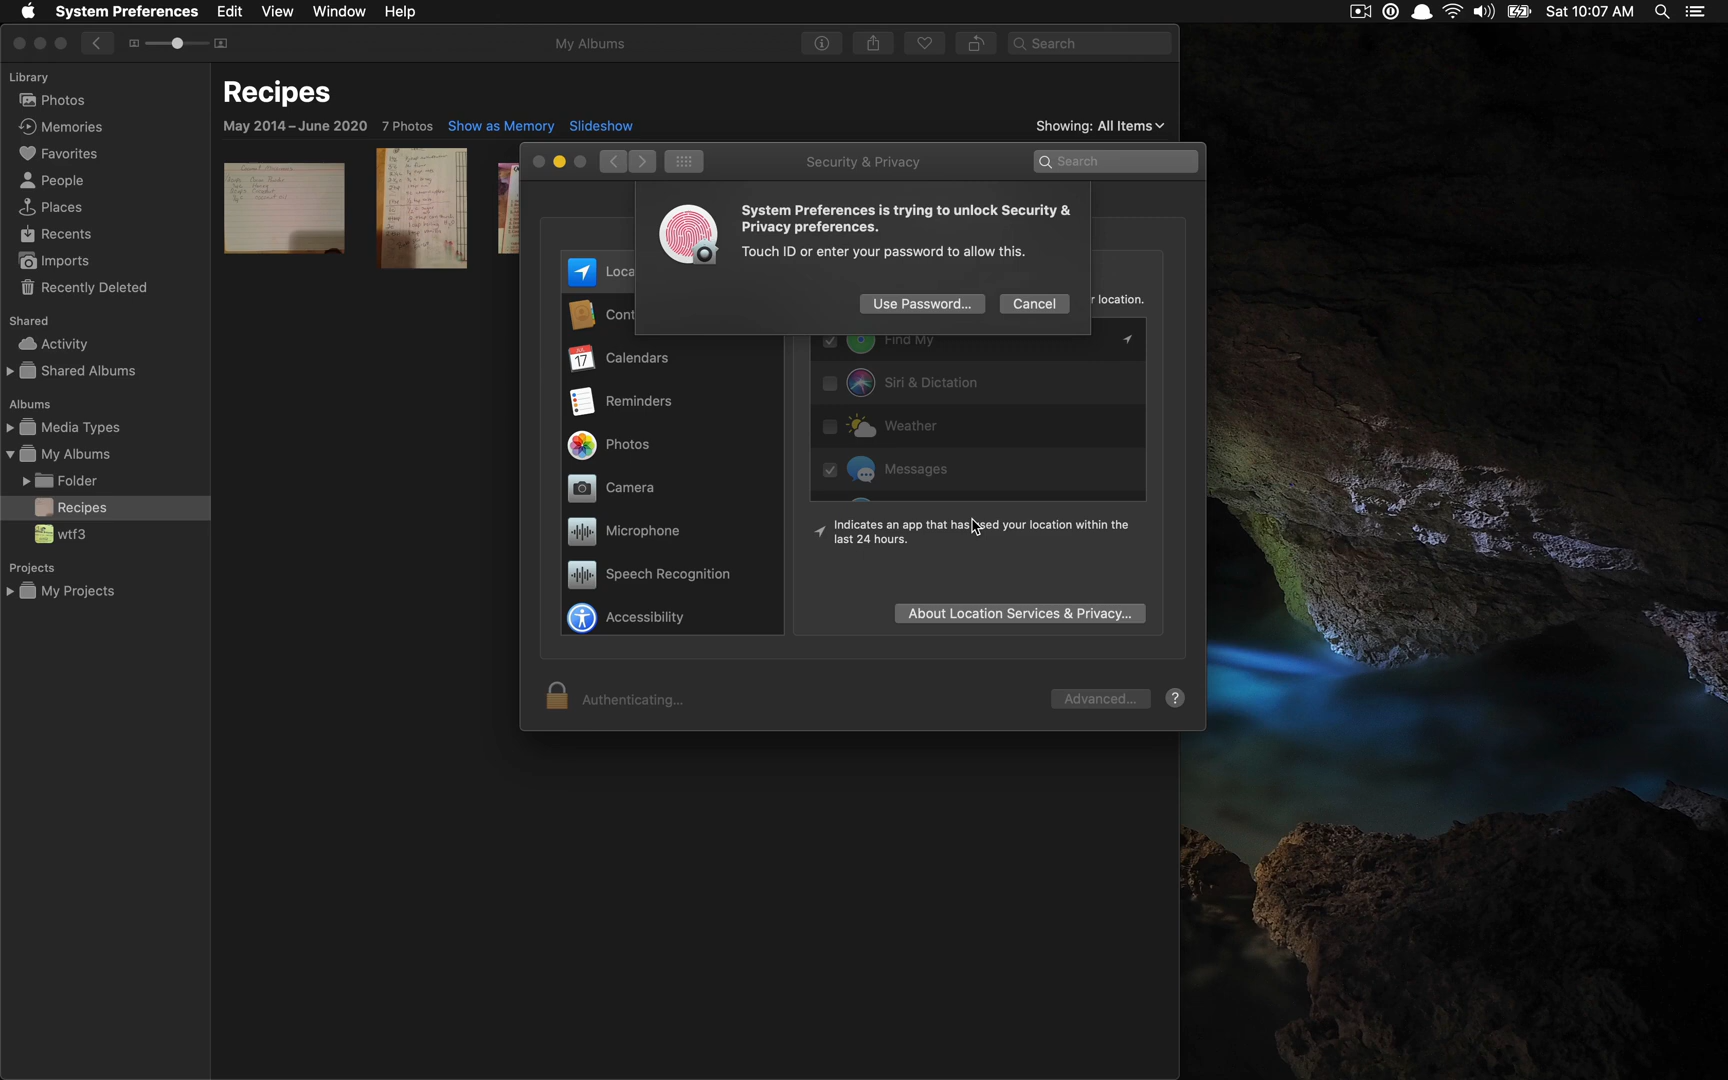 System Preferences Edit View Window Help
Sat 10:07 AM
My Albums
Search
Library
Photos
Memories
Favorites
People
Places
Recents
Imports
Recently Deleted
Shared
Activity
Shared Albums
Albums
Media Types
My Albums
Folder
Recipes
wtf3
Projects
My Projects
Recipes
May 2014 – June 2020 7 Photos Show as Memory Slideshow
Showing: All Items
Security & Privacy
Search
System Preferences is trying to unlock Security &
Privacy preferences.
Touch ID or enter your password to allow this.
Use Password... Cancel
Loca
Cont
JUL
17
Calendars
Reminders
Photos
Camera
Microphone
Speech Recognition
Accessibility
r location.
Find My
Siri & Dictation
Weather
Messages
Indicates an app that has used your location within the
last 24 hours.
About Location Services & Privacy...
Authenticating...
Advanced... ?